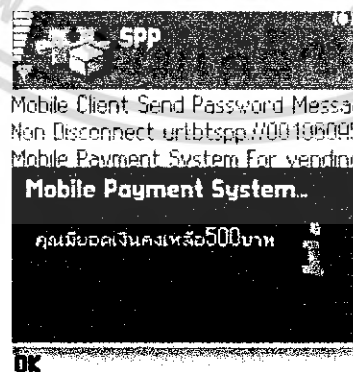 SPP
Mobile Client Send Password Messa
Non Disconnect url:btspp://0010608
Mobile Payment System For vending
Mobile Payment System...
คุณมียอดเงินคงเหลือ500บาท
OK